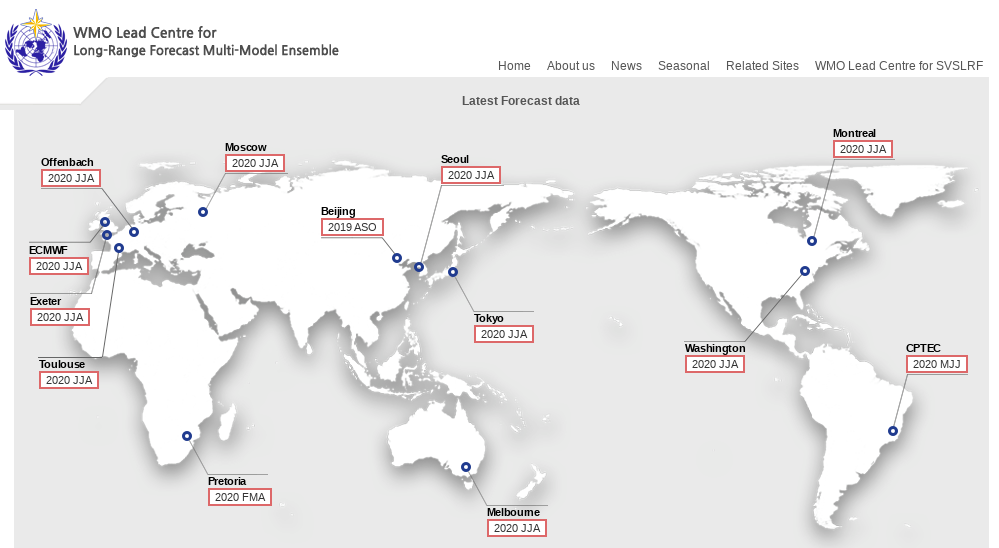 WMO Lead Centre for
Long-Range Forecast Multi-Model Ensemble
Home About us News Seasonal Related Sites WMO Lead Centre for SVSLRF
Latest Forecast data
Montreal
2020 JJA
Moscow
2020 JJA
Seoul
2020 JJA
Offenbach
2020 JJA
Beijing
2019 ASO
ECMWF
2020 JJA
Exeter
2020 JJA
Tokyo
2020 JJA
Washington
2020 JJA
CPTEC
2020 MJJ
Toulouse
2020 JJA
Pretoria
2020 FMA
Melbourne
2020 JJA